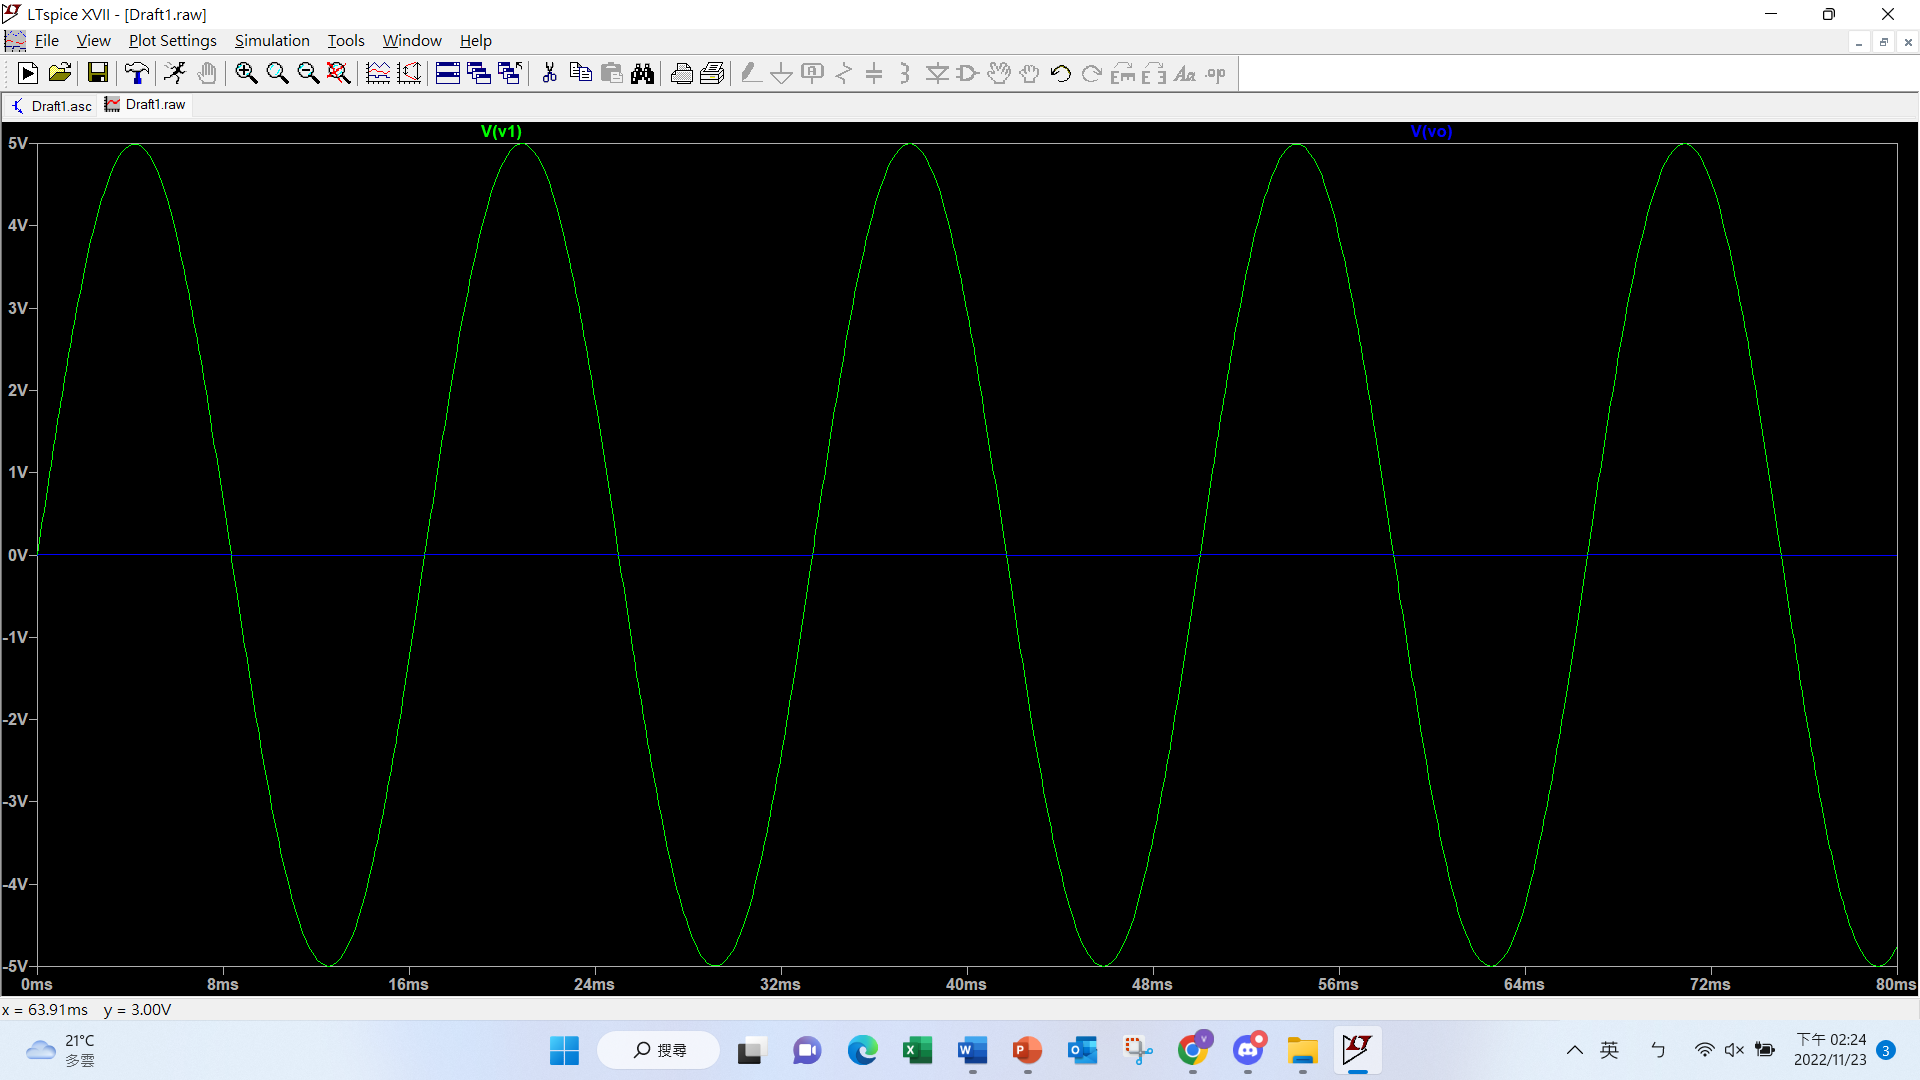 LTspice XVII - [Draft1.raw]
File View Plot Settings Simulation Tools Window Help
Draft1.asc Draft1.raw
V(v1) V(vo)
5V
4V
3V
2V
1V
0V
-1V
-2V
-3V
-4V
-5V
0ms 8ms 16ms 24ms 32ms 40ms 48ms 56ms 64ms 72ms 80ms
x = 63.91ms y = 3.00V
21°C
多雲
搜尋
英 ㄅ
下午 02:24
2022/11/23
3